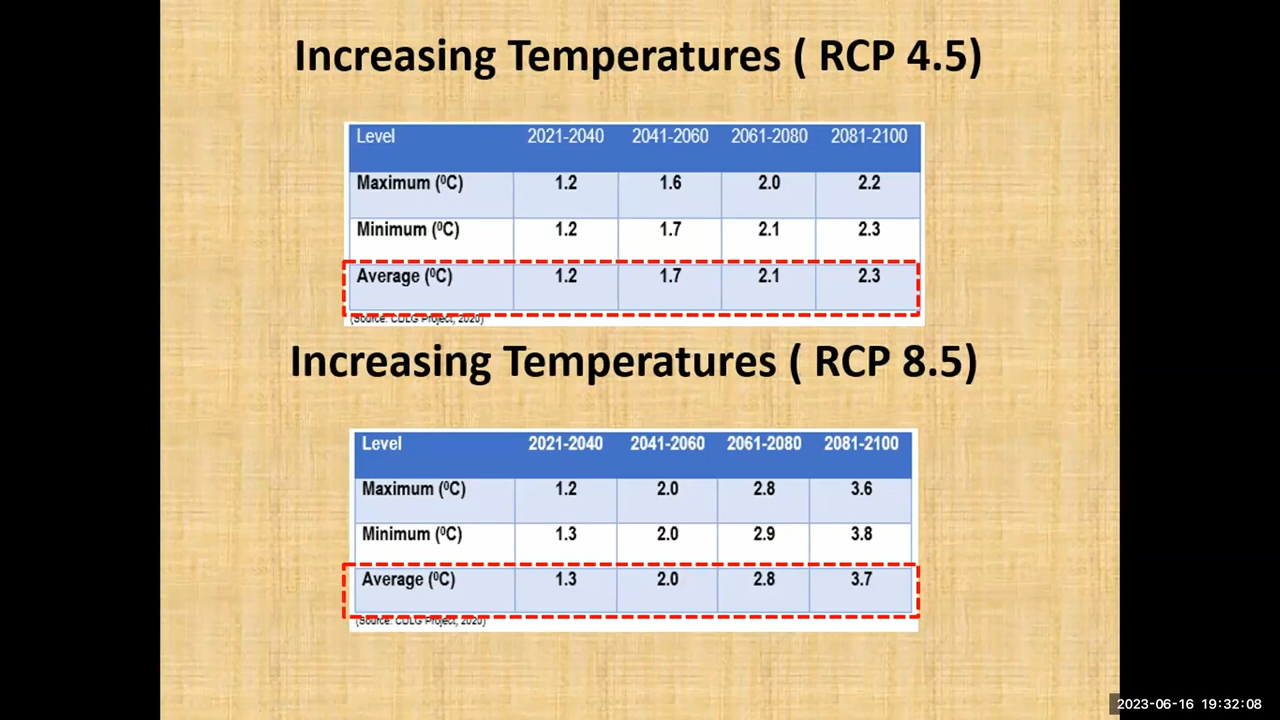 Increasing Temperatures ( RCP 4.5)
Level 2021-2040 2041-2060 2061-2080 2081-2100
Maximum (⁰C) 1.2 1.6 2.0 2.2
Minimum (⁰C) 1.2 1.7 2.1 2.3
Average (⁰C) 1.2 1.7 2.1 2.3
(Source: Project, 2020)
Increasing Temperatures ( RCP 8.5)
Level 2021-2040 2041-2060 2061-2080 2081-2100
Maximum (⁰C) 1.2 2.0 2.8 3.6
Minimum (⁰C) 1.3 2.0 2.9 3.8
Average (⁰C) 1.3 2.0 2.8 3.7
(Source: Project, 2020)
2023-06-16 19:32:08